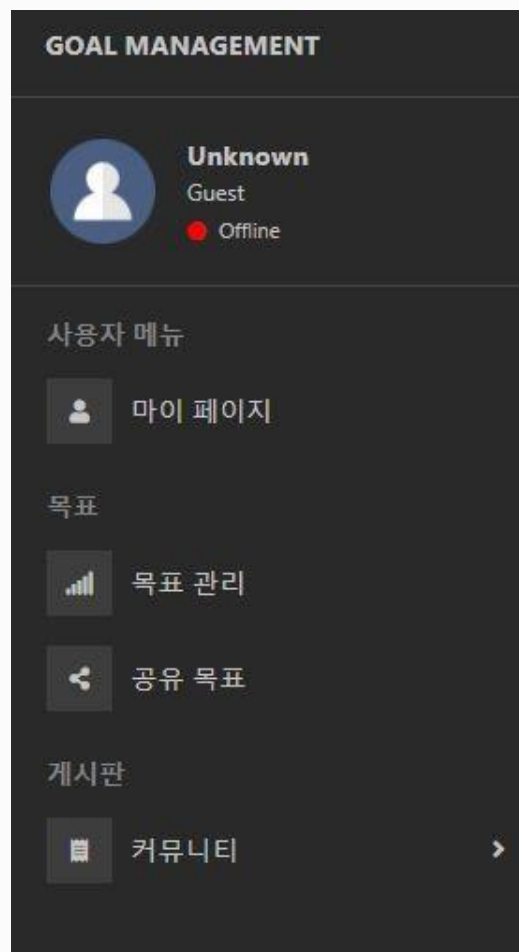 GOAL MANAGEMENT
Unknown
Guest
Offline
사용자 메뉴
마이 페이지
목표
목표 관리
공유 목표
게시판
커뮤니티